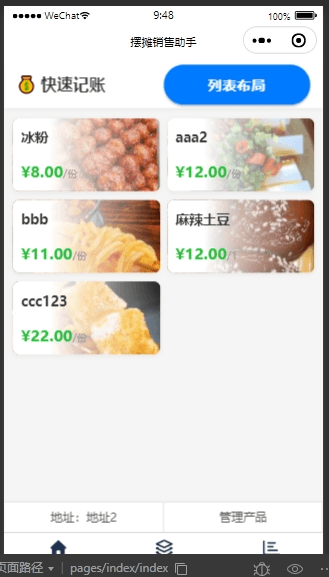 WeChat
9:48
100%
摆摊销售助手
快速记账
列表布局
冰粉
¥8.00/份
aaa2
¥12.00/份
bbb
¥11.00/份
麻辣土豆
¥12.00/
ccc123
¥22.00/份
地址：地址2
管理产品
页面路径
pages/index/index